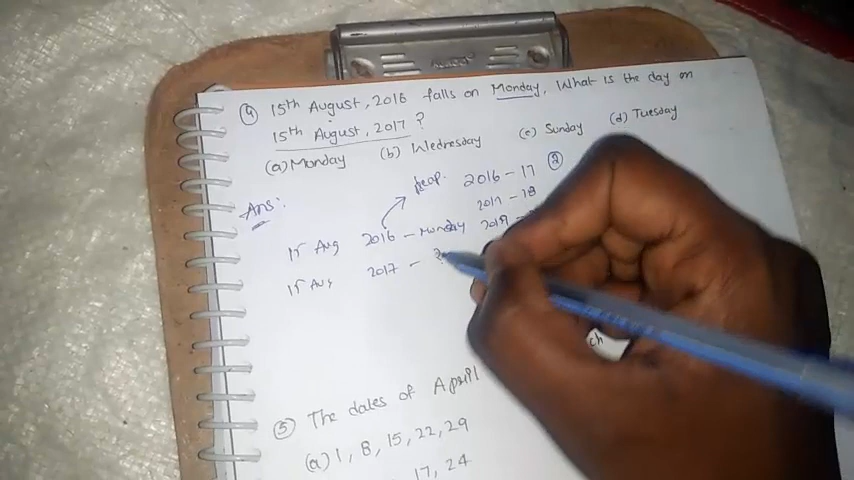 ④ 15th August, 2016 falls on Monday, What is the day on
15th August, 2017 ?
(a) Monday (b) Wednesday (c) Sunday (d) Tuesday
Ans:
leap. 2016 - 17 ②
2017 - 18
15 Aug 2016 - Monday 2018 -
15 Aug 2017 -
⑤ The dates of April
(a) 1, 8, 15, 22, 29
17, 24